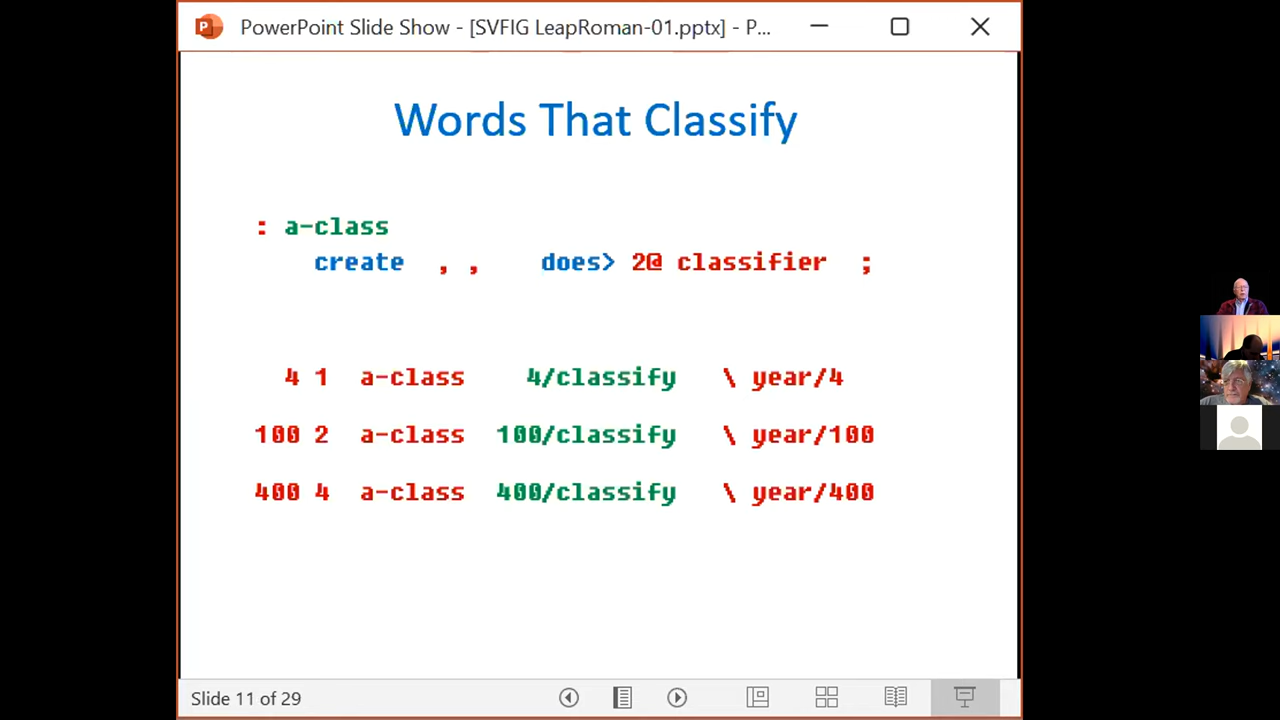 PowerPoint Slide Show - [SVFIG LeapRoman-01.pptx] - P...
Words That Classify
: a-class
create , , does> 2@ classifier ;
4 1 a-class 4/classify \ year/4
100 2 a-class 100/classify \ year/100
400 4 a-class 400/classify \ year/400
Slide 11 of 29